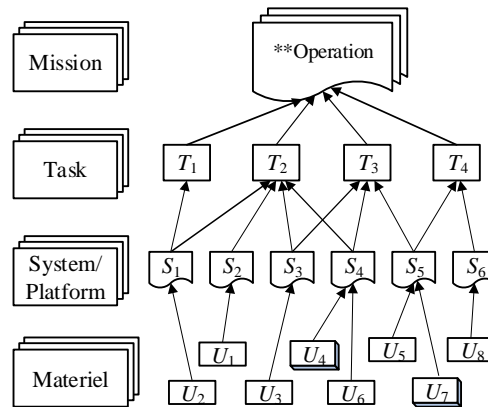 Mission
**Operation
Task
T1
T2
T3
T4
System/
Platform
S1
S2
S3
S4
S5
S6
Materiel
U1
U4
U5
U8
U2
U3
U6
U7